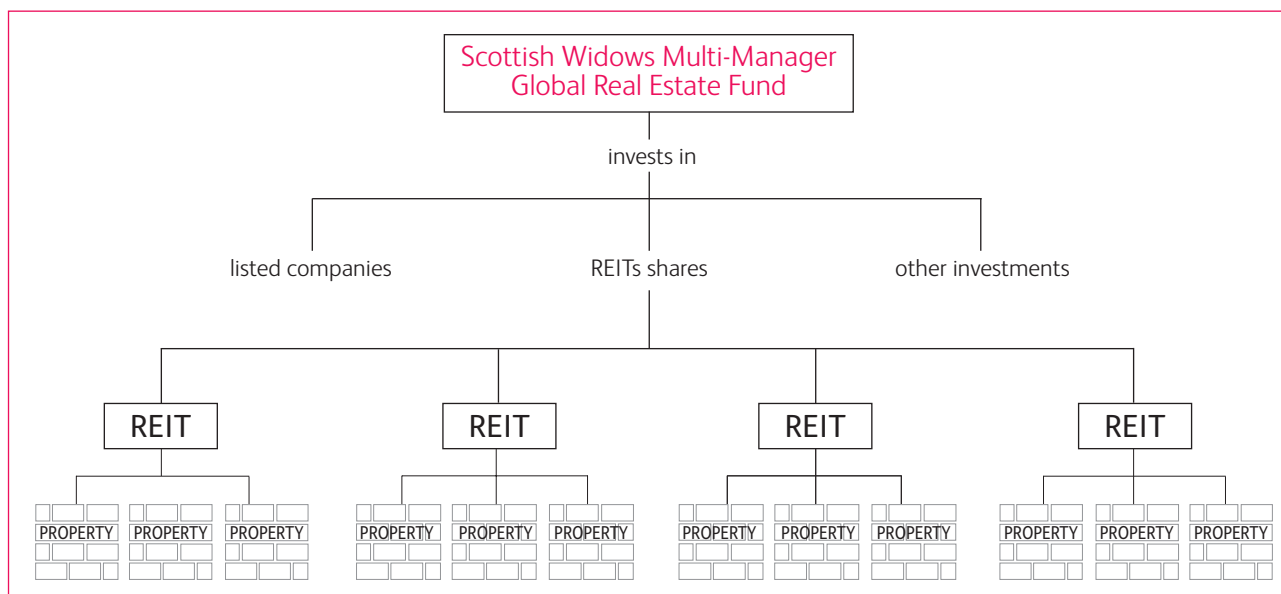 Scottish Widows Multi-Manager
Global Real Estate Fund
invests in
listed companies
REITs shares
other investments
REIT
REIT
REIT
REIT
PROPERTY
PROPERTY
PROPERTY
PROPERTY
PROPERTY
PROPERTY
PROPERTY
PROPERTY
PROPERTY
PROPERTY
PROPERTY
PROPERTY